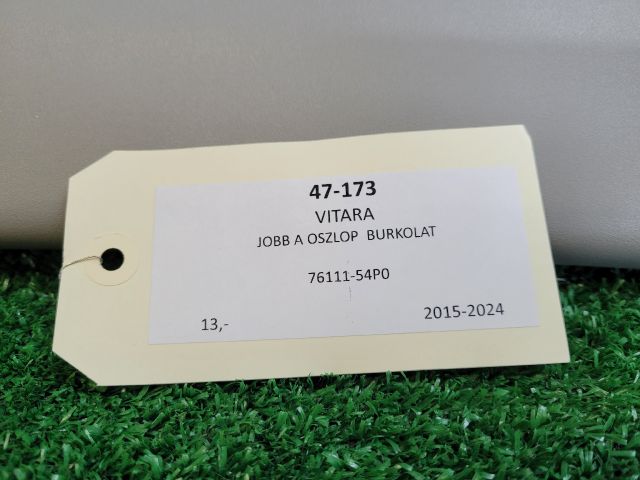 47-173
VITARA
JOBB A OSZLOP BURKOLAT
76111-54P0
13,- 2015-2024